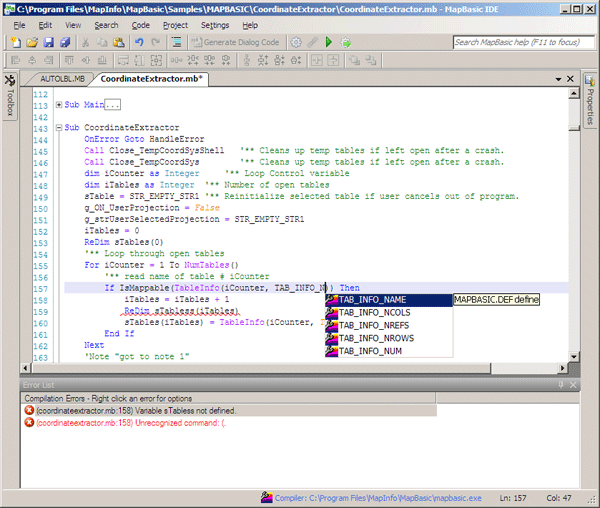 C:\Program Files\MapInfo\MapBasic\Samples\MAPBASIC\CoordinateExtractor\CoordinateExtractor.mb - MapBasic IDE
File Edit View Search Code Project Settings Tools Help
Generate Dialog Code
Search MapBasic help (F11 to focus)
Toolbox
AUTOLBL.MB CoordinateExtractor.mb*
Properties
112
113 Sub Main...
142
143 Sub CoordinateExtractor
144 OnError Goto HandleError
145 Call Close_TempCoordSysShell '** Cleans up temp tables if left open after a crash.
146 Call Close_TempCoordSys '** Cleans up temp tables if left open after a crash.
147 dim iCounter as Integer '** Loop Control variable
148 dim iTables as Integer '** Number of open tables
149 sTable = STR_EMPTY_STR1 '** Reinitialize selected table if user cancels out of program.
150 g_ON_UserProjection = False
151 g_strUserSelectedProjection = STR_EMPTY_STR1
152 iTables = 0
153 ReDim sTables(0)
154 '** Loop through open tables
155 For iCounter = 1 To NumTables()
156 '** read name of table # iCounter
157 If IsMappable(TableInfo(iCounter, TAB_INFO_N)) Then
158 iTables = iTables + 1
TAB_INFO_NAME MAPBASIC.DEF define
159 ReDim sTabless(iTables)
TAB_INFO_NCOLS
TAB_INFO_NREFS
160 sTables(iTables) = TableInfo(iCounter,
161 End If
TAB_INFO_NROWS
162 Next
TAB_INFO_NUM
163 'Note "got to note 1"
Error List
Compilation Errors - Right click an error for options
(coordinateextractor.mb:158) Variable sTabless not defined.
(coordinateextractor.mb:158) Unrecognized command: (.
Compiler: C:\Program Files\MapInfo\MapBasic\mapbasic.exe Ln: 157 Col: 47